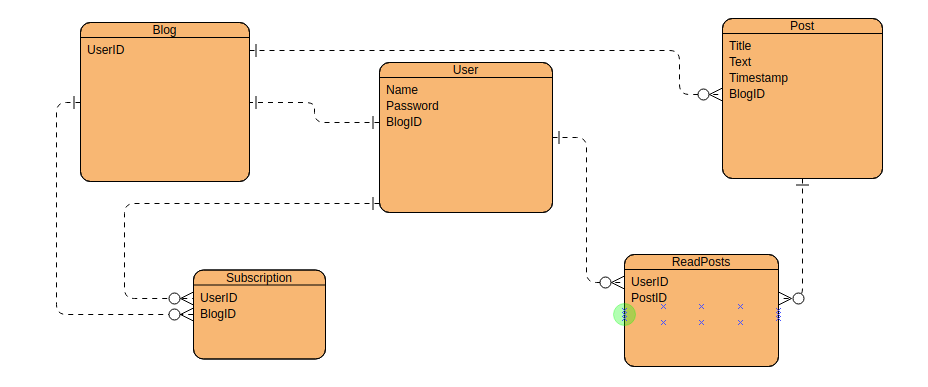 Blog
UserID
User
Name
Password
BlogID
Post
Title
Text
Timestamp
BlogID
Subscription
UserID
BlogID
ReadPosts
UserID
PostID